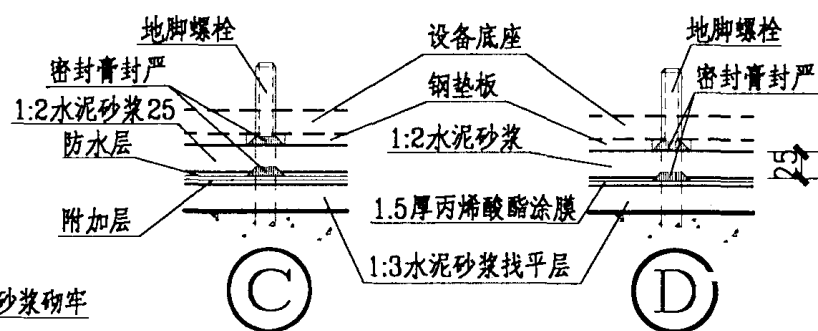 地脚螺栓
密封膏封严
1:2水泥砂浆25
防水层
附加层
砂浆砌牢
C
设备底座
钢垫板
1:2水泥砂浆
1.5厚丙烯酸酯涂膜
1:3水泥砂浆找平层
地脚螺栓
密封膏封严
25
D